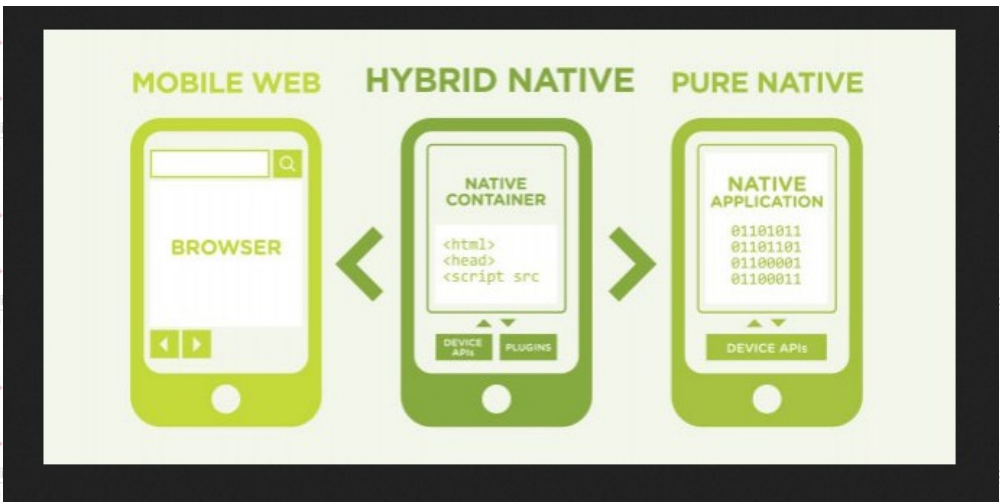 MOBILE WEB
HYBRID NATIVE
PURE NATIVE
BROWSER
NATIVE
CONTAINER
<html>
<head>
<script src
DEVICE
APIs
PLUGINS
NATIVE
APPLICATION
01101011
01101101
01100001
01100011
DEVICE APIs